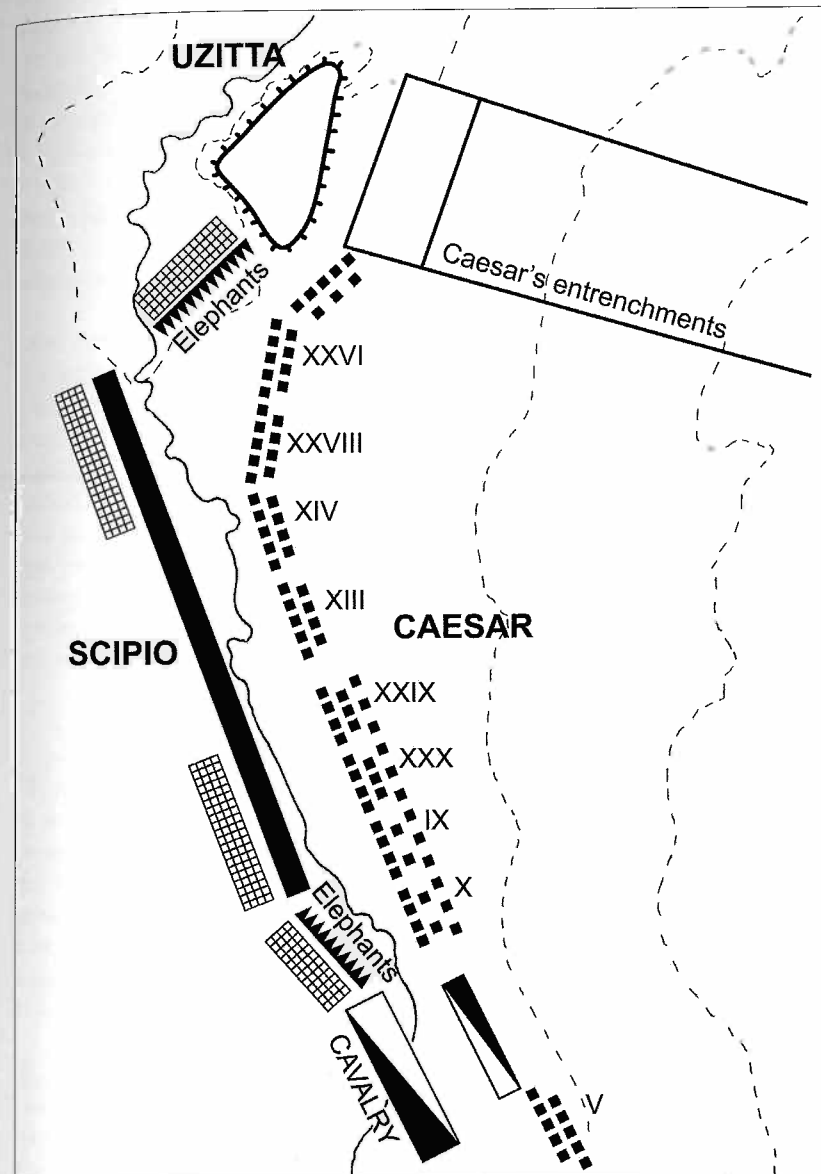 UZITTA
Elephants
Caesar's entrenchments
XXVI
XXVIII
XIV
XIII
CAESAR
SCIPIO
XXIX
XXX
IX
X
Elephants
CAVALRY
V